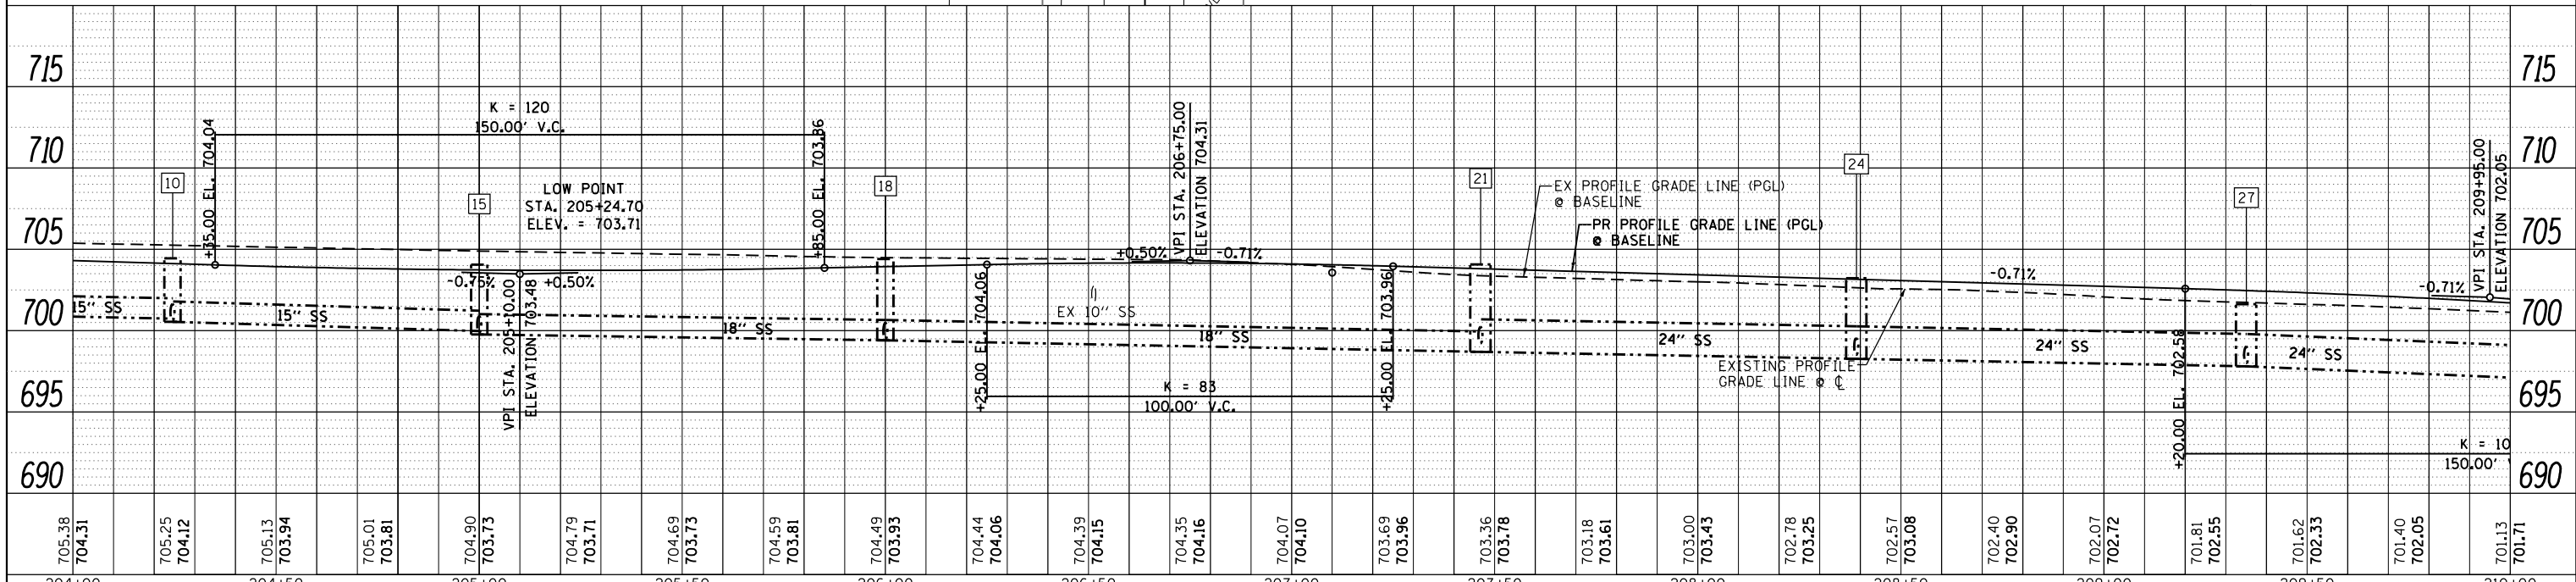 715
715
710
710
705
705
700
700
695
695
690
690
K = 120
150.00' V.C.
+35.00 EL. 704.04
+85.00 EL. 703.86
10
15
18
21
24
27
LOW POINT
STA. 205+24.70
ELEV. = 703.71
VPI STA. 205+10.00
ELEVATION 703.48
-0.75%
+0.50%
VPI STA. 206+75.00
ELEVATION 704.31
+0.50%
-0.71%
EX PROFILE GRADE LINE (PGL)
@ BASELINE
PR PROFILE GRADE LINE (PGL)
@ BASELINE
-0.71%
-0.71%
VPI STA. 209+95.00
ELEVATION 702.05
15" SS
15" SS
18" SS
EX 10" SS
18" SS
24" SS
24" SS
24" SS
EXISTING PROFILE
GRADE LINE @ ℄
+25.00 EL. 704.06
+25.00 EL. 703.96
K = 83
100.00' V.C.
+20.00 EL. 702.58
K = 10
150.00'
705.38 704.31
705.25 704.12
705.13 703.94
705.01 703.81
704.90 703.73
704.79 703.71
704.69 703.73
704.59 703.81
704.49 703.93
704.44 704.06
704.39 704.15
704.35 704.16
704.07 704.10
703.69 703.96
703.36 703.78
703.18 703.61
703.00 703.43
702.78 703.25
702.57 703.08
702.40 702.90
702.07 702.72
701.81 702.55
701.62 702.33
701.40 702.05
701.13 701.71